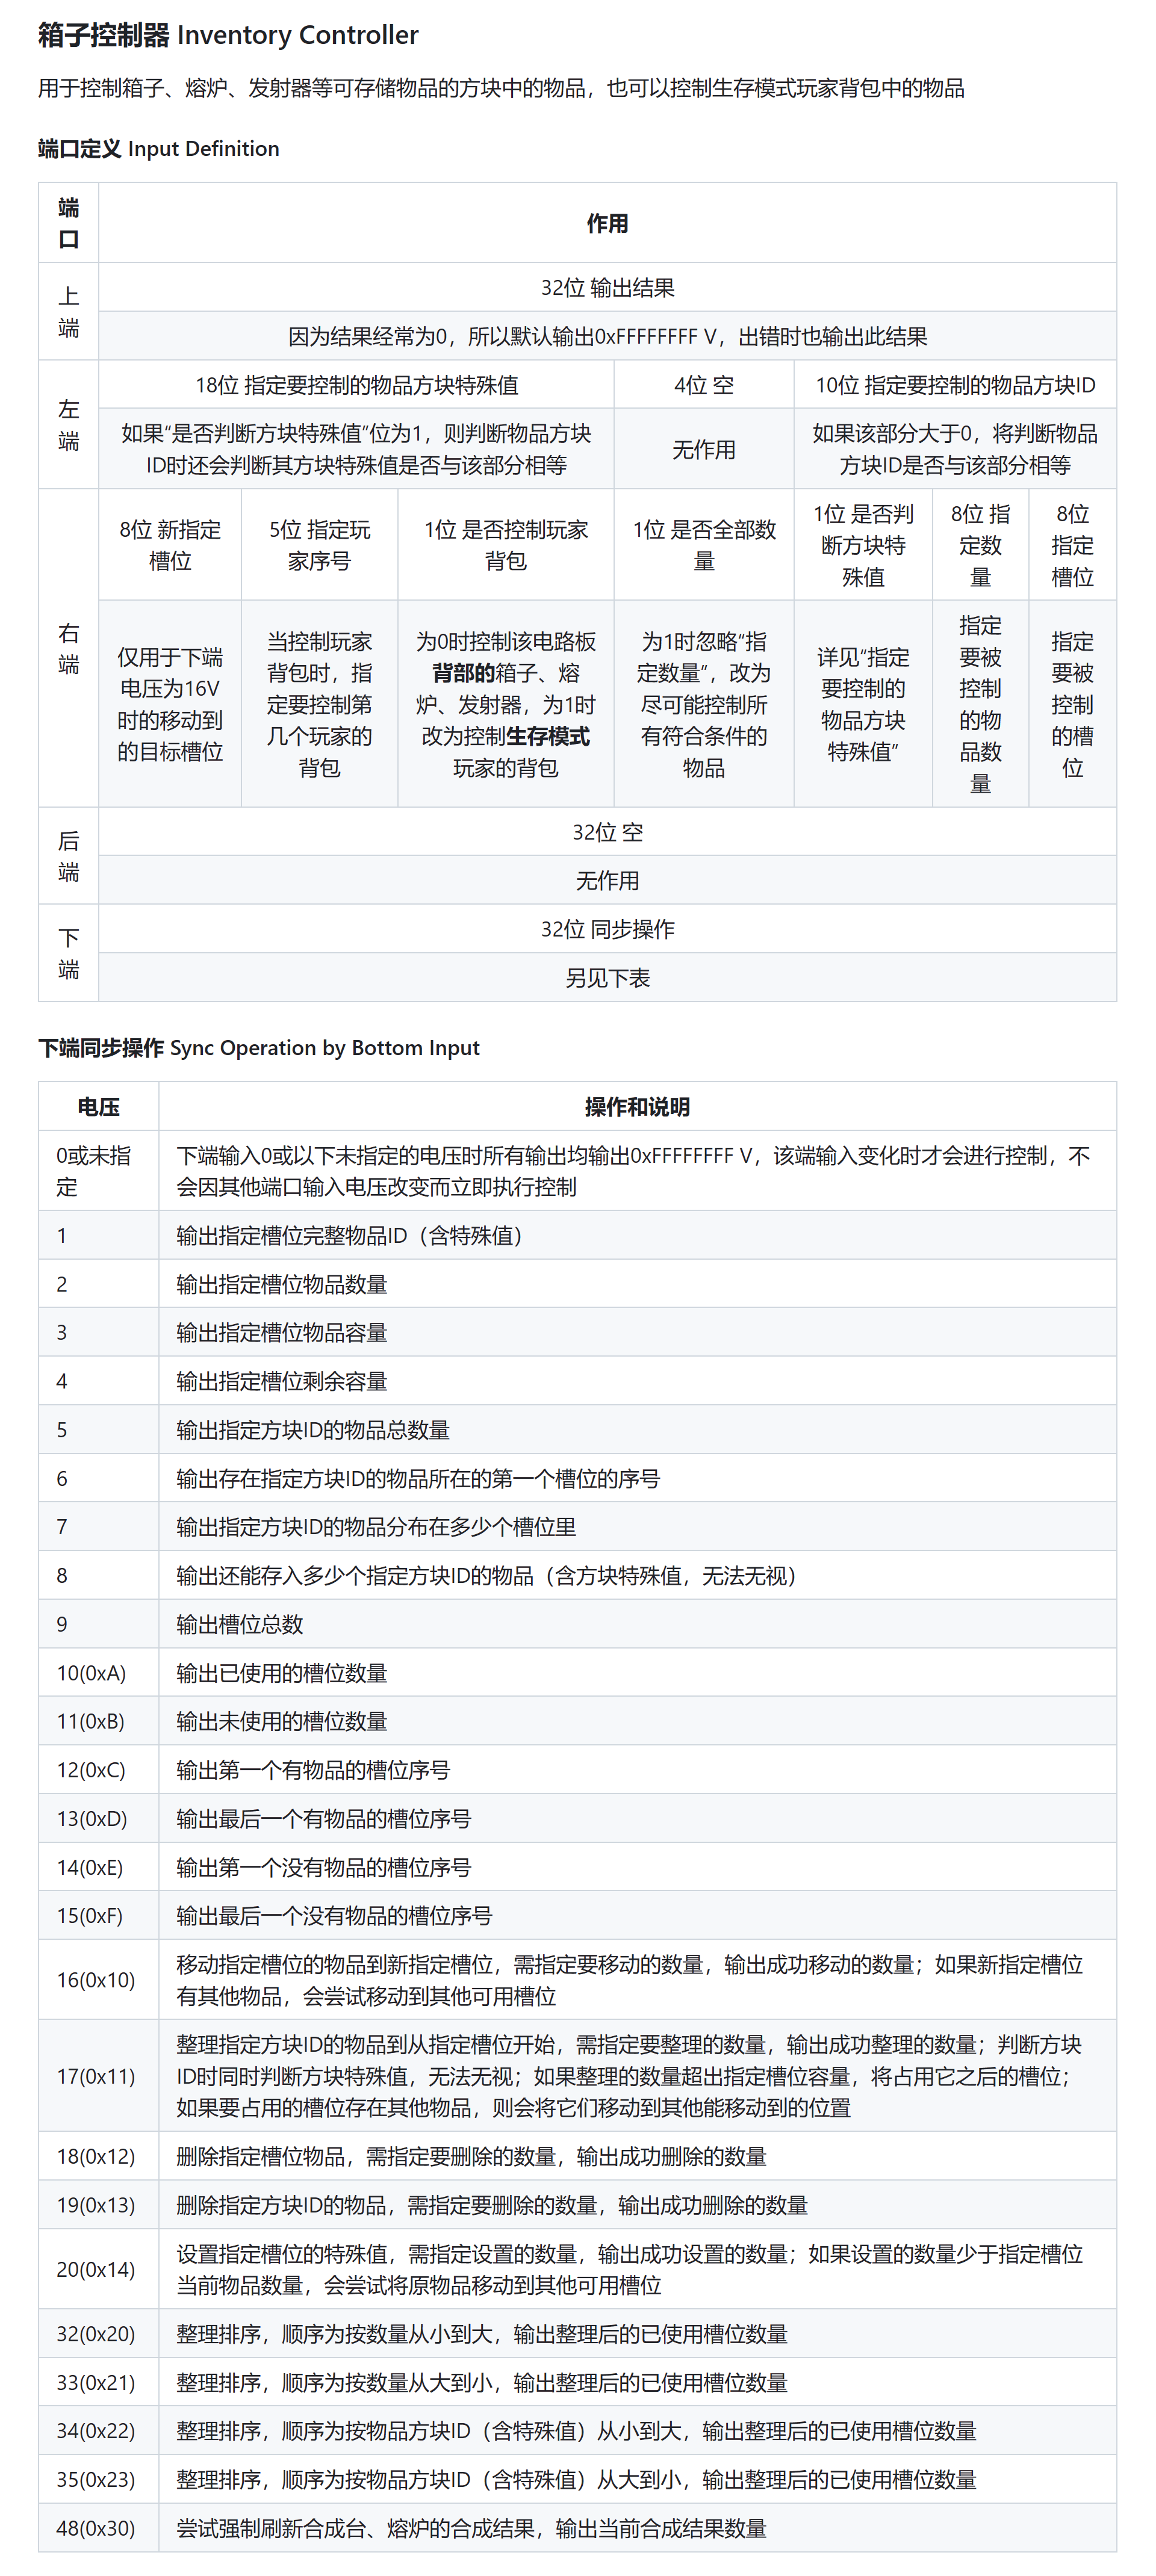 箱子控制器 Inventory Controller
用于控制箱子、熔炉、发射器等可存储物品的方块中的物品，也可以控制生存模式玩家背包中的物品
端口定义 Input Definition
端
口
作用
上
端
32位 输出结果
因为结果经常为0，所以默认输出0xFFFFFFFF V，出错时也输出此结果
左
端
18位 指定要控制的物品方块特殊值
4位 空
10位 指定要控制的物品方块ID
如果“是否判断方块特殊值”位为1，则判断物品方块
ID时还会判断其方块特殊值是否与该部分相等
无作用
如果该部分大于0，将判断物品
方块ID是否与该部分相等
右
端
8位 新指定
槽位
5位 指定玩
家序号
1位 是否控制玩家
背包
1位 是否全部数
量
1位 是否判
断方块特
殊值
8位 指
定数
量
8位
指定
槽位
仅用于下端
电压为16V
时的移动到
的目标槽位
当控制玩家
背包时，指
定要控制第
几个玩家的
背包
为0时控制该电路板
背部的箱子、熔
炉、发射器，为1时
改为控制生存模式
玩家的背包
为1时忽略“指
定数量”，改为
尽可能控制所
有符合条件的
物品
详见“指定
要控制的
物品方块
特殊值”
指定
要被
控制
的物
品数
量
指定
要被
控制
的槽
位
后
端
32位 空
无作用
下
端
32位 同步操作
另见下表
下端同步操作 Sync Operation by Bottom Input
电压
操作和说明
0或未指
定
下端输入0或以下未指定的电压时所有输出均输出0xFFFFFFFF V，该端输入变化时才会进行控制，不
会因其他端口输入电压改变而立即执行控制
1
输出指定槽位完整物品ID（含特殊值）
2
输出指定槽位物品数量
3
输出指定槽位物品容量
4
输出指定槽位剩余容量
5
输出指定方块ID的物品总数量
6
输出存在指定方块ID的物品所在的第一个槽位的序号
7
输出指定方块ID的物品分布在多少个槽位里
8
输出还能存入多少个指定方块ID的物品（含方块特殊值，无法无视）
9
输出槽位总数
10(0xA)
输出已使用的槽位数量
11(0xB)
输出未使用的槽位数量
12(0xC)
输出第一个有物品的槽位序号
13(0xD)
输出最后一个有物品的槽位序号
14(0xE)
输出第一个没有物品的槽位序号
15(0xF)
输出最后一个没有物品的槽位序号
16(0x10)
移动指定槽位的物品到新指定槽位，需指定要移动的数量，输出成功移动的数量；如果新指定槽位
有其他物品，会尝试移动到其他可用槽位
17(0x11)
整理指定方块ID的物品到从指定槽位开始，需指定要整理的数量，输出成功整理的数量；判断方块
ID时同时判断方块特殊值，无法无视；如果整理的数量超出指定槽位容量，将占用它之后的槽位；
如果要占用的槽位存在其他物品，则会将它们移动到其他能移动到的位置
18(0x12)
删除指定槽位物品，需指定要删除的数量，输出成功删除的数量
19(0x13)
删除指定方块ID的物品，需指定要删除的数量，输出成功删除的数量
20(0x14)
设置指定槽位的特殊值，需指定设置的数量，输出成功设置的数量；如果设置的数量少于指定槽位
当前物品数量，会尝试将原物品移动到其他可用槽位
32(0x20)
整理排序，顺序为按数量从小到大，输出整理后的已使用槽位数量
33(0x21)
整理排序，顺序为按数量从大到小，输出整理后的已使用槽位数量
34(0x22)
整理排序，顺序为按物品方块ID（含特殊值）从小到大，输出整理后的已使用槽位数量
35(0x23)
整理排序，顺序为按物品方块ID（含特殊值）从大到小，输出整理后的已使用槽位数量
48(0x30)
尝试强制刷新合成台、熔炉的合成结果，输出当前合成结果数量